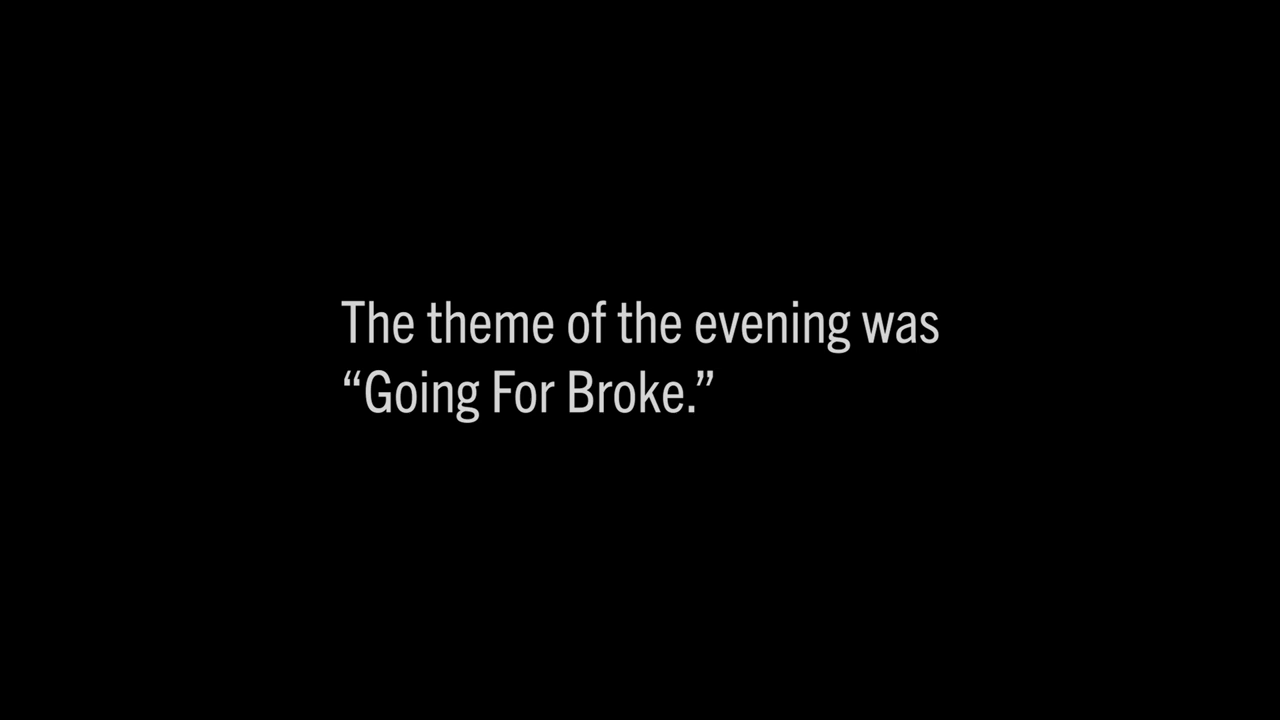 The theme of the evening was
“Going For Broke.”